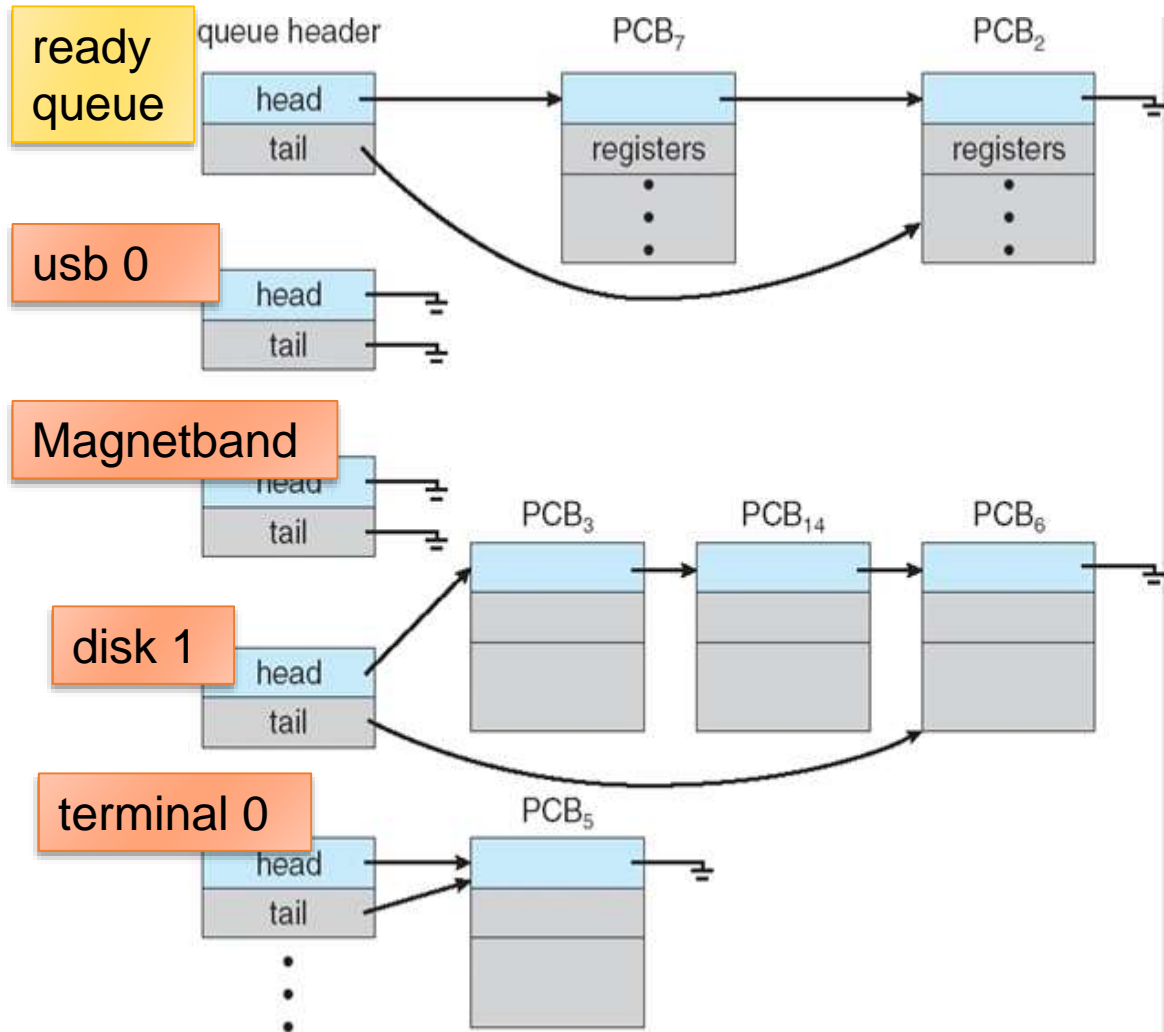 ready
queue
queue header
PCB₇
PCB₂
head
tail
registers
registers
usb 0
head
tail
Magnetband
head
tail
PCB₃
PCB₁₄
PCB₆
disk 1
head
tail
terminal 0
PCB₅
head
tail